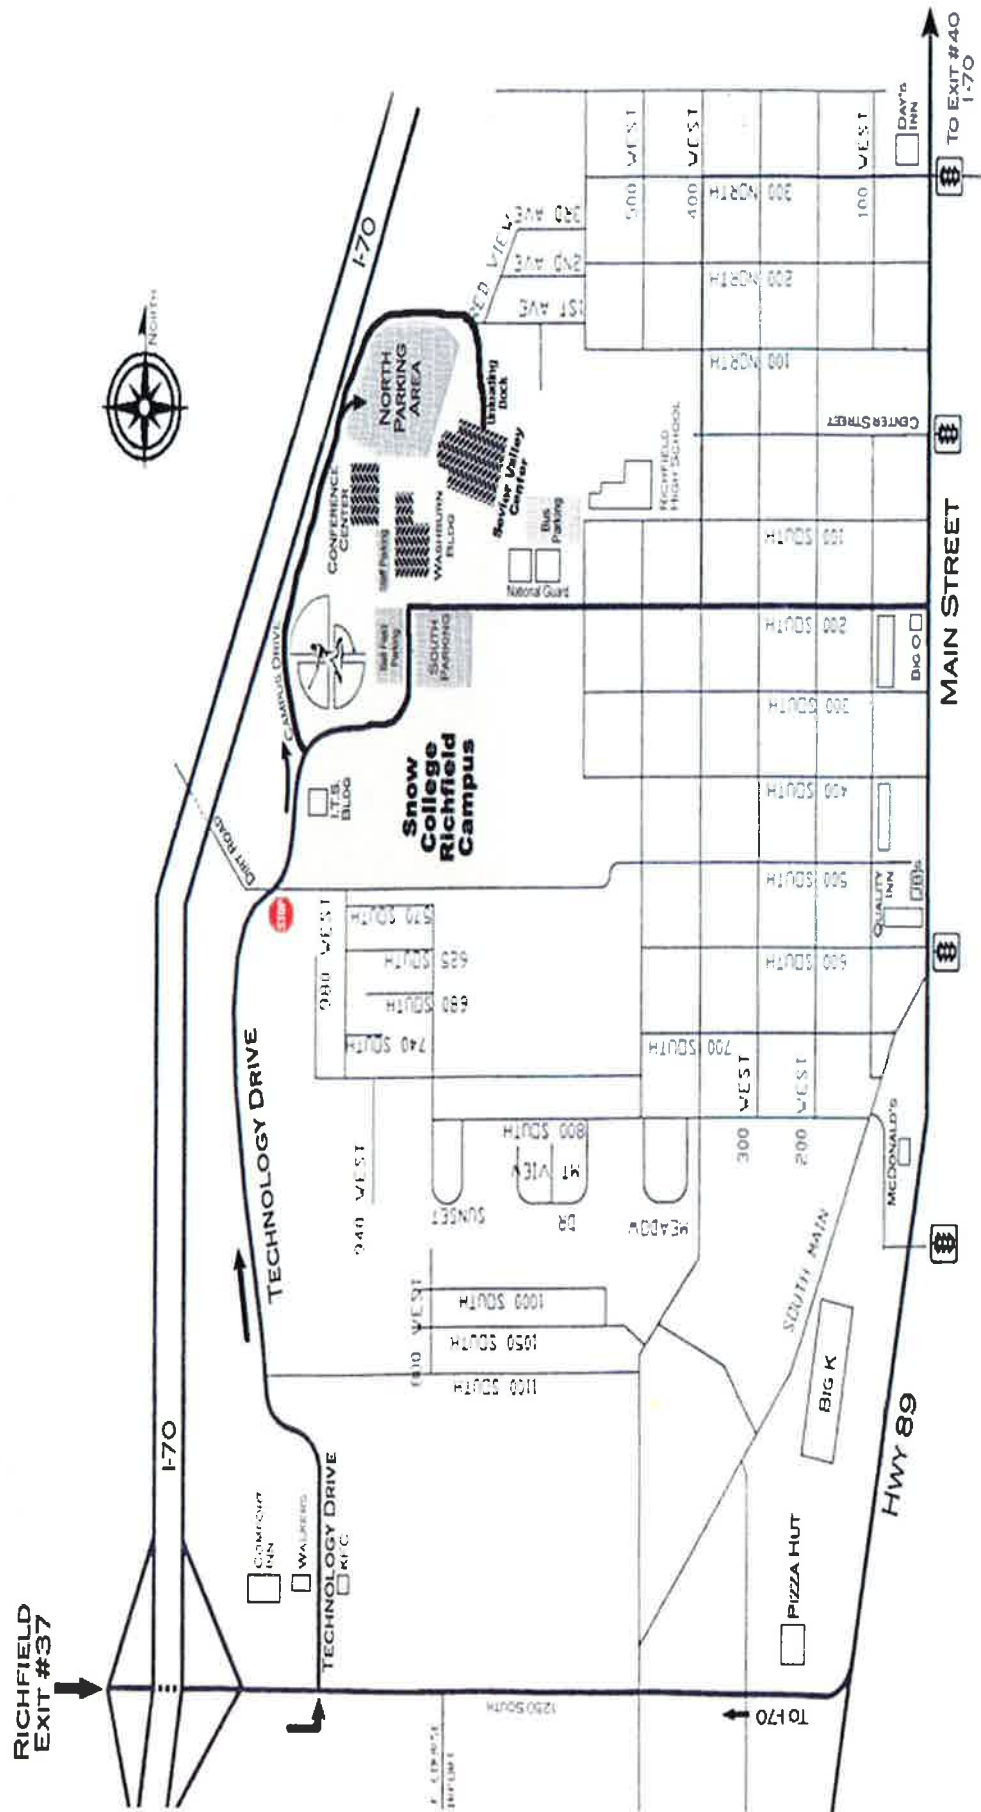 RICHFIELD
EXIT #37
I-70
I-70
NORTH
COMFORT
INN
WALKERS
KFC
TECHNOLOGY DRIVE
TECHNOLOGY DRIVE
STOP
DIRT ROAD
CAMPUS DRIVE
I.T.S.
BLDG
Snow
College
Richfield
Campus
CONFERENCE
CENTER
Staff Parking
WASHBURN
BLDG
Ball Field
Parking
SOUTH
PARKING
NORTH
PARKING
AREA
Unloading
Dock
Sevier Valley
Center
Bus
Parking
National Guard
RICHFIELD
HIGH SCHOOL
RED VIEW
1ST AVE
2ND AVE
3RD AVE
500 WEST
400 WEST
100 WEST
300 NORTH
200 NORTH
100 NORTH
CENTER STREET
100 SOUTH
200 SOUTH
300 SOUTH
400 SOUTH
500 SOUTH
600 SOUTH
700 SOUTH
980 WEST
570 SOUTH
625 SOUTH
680 SOUTH
740 SOUTH
940 WEST
800 SOUTH
MT
VIEW
DR
SUNSET
MEADOW
300 WEST
200 WEST
800 WEST
1000 SOUTH
1050 SOUTH
1100 SOUTH
1250 SOUTH
SOUTH MAIN
DAY'S
INN
BIG O
QUALITY
INN
JB's
MCDONALD'S
BIG K
PIZZA HUT
HWY 89
MAIN STREET
TO I-70
TO EXIT #40
I-70